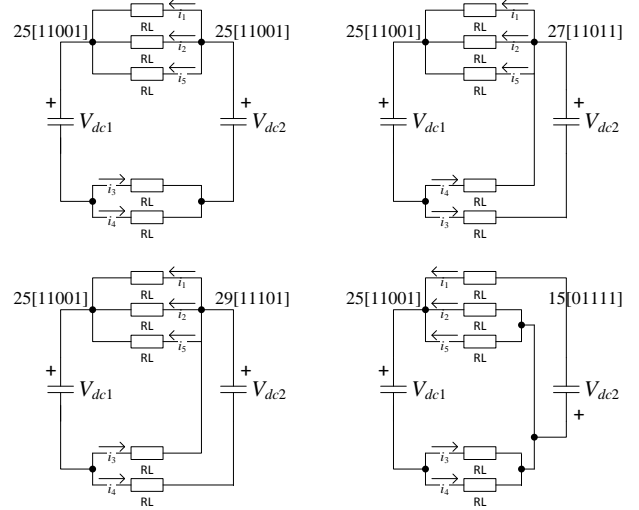 i1
25[11001] RL 25[11001]
i2
RL
i5
RL
+ +
Vdc1 Vdc2
i3
RL
i4
RL
i1
25[11001] RL 27[11011]
i2
RL
i5
RL
+ +
Vdc1 Vdc2
i4
RL
i3
RL
i1
25[11001] RL 29[11101]
i2
RL
i5
RL
+ +
Vdc1 Vdc2
i3
RL
i4
RL
i1
25[11001] RL 15[01111]
i2
RL
i5
RL
+
Vdc1 Vdc2
+
i3
RL
i4
RL